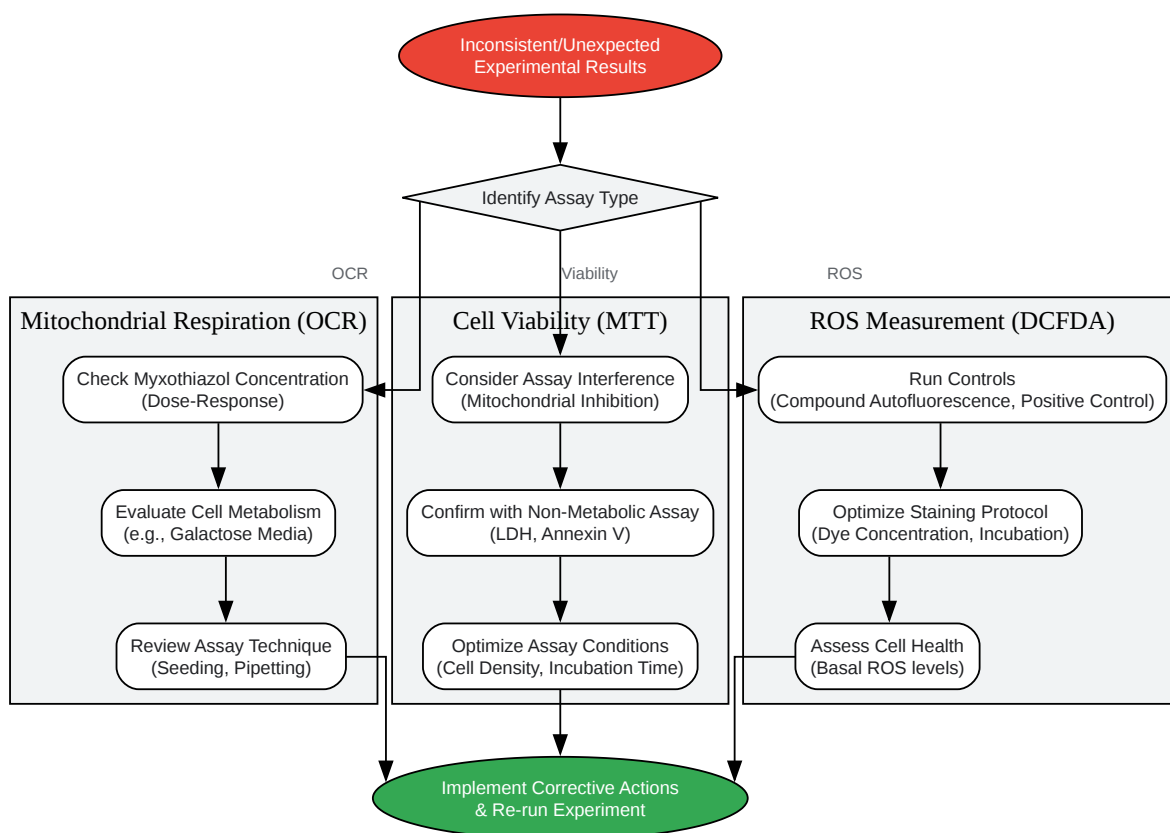 Inconsistent/Unexpected
Experimental Results
Identify Assay Type
OCR
Viability
ROS
Mitochondrial Respiration (OCR)
Check Myxothiazol Concentration
(Dose-Response)
Evaluate Cell Metabolism
(e.g., Galactose Media)
Review Assay Technique
(Seeding, Pipetting)
Cell Viability (MTT)
Consider Assay Interference
(Mitochondrial Inhibition)
Confirm with Non-Metabolic Assay
(LDH, Annexin V)
Optimize Assay Conditions
(Cell Density, Incubation Time)
ROS Measurement (DCFDA)
Run Controls
(Compound Autofluorescence, Positive Control)
Optimize Staining Protocol
(Dye Concentration, Incubation)
Assess Cell Health
(Basal ROS levels)
Implement Corrective Actions
& Re-run Experiment